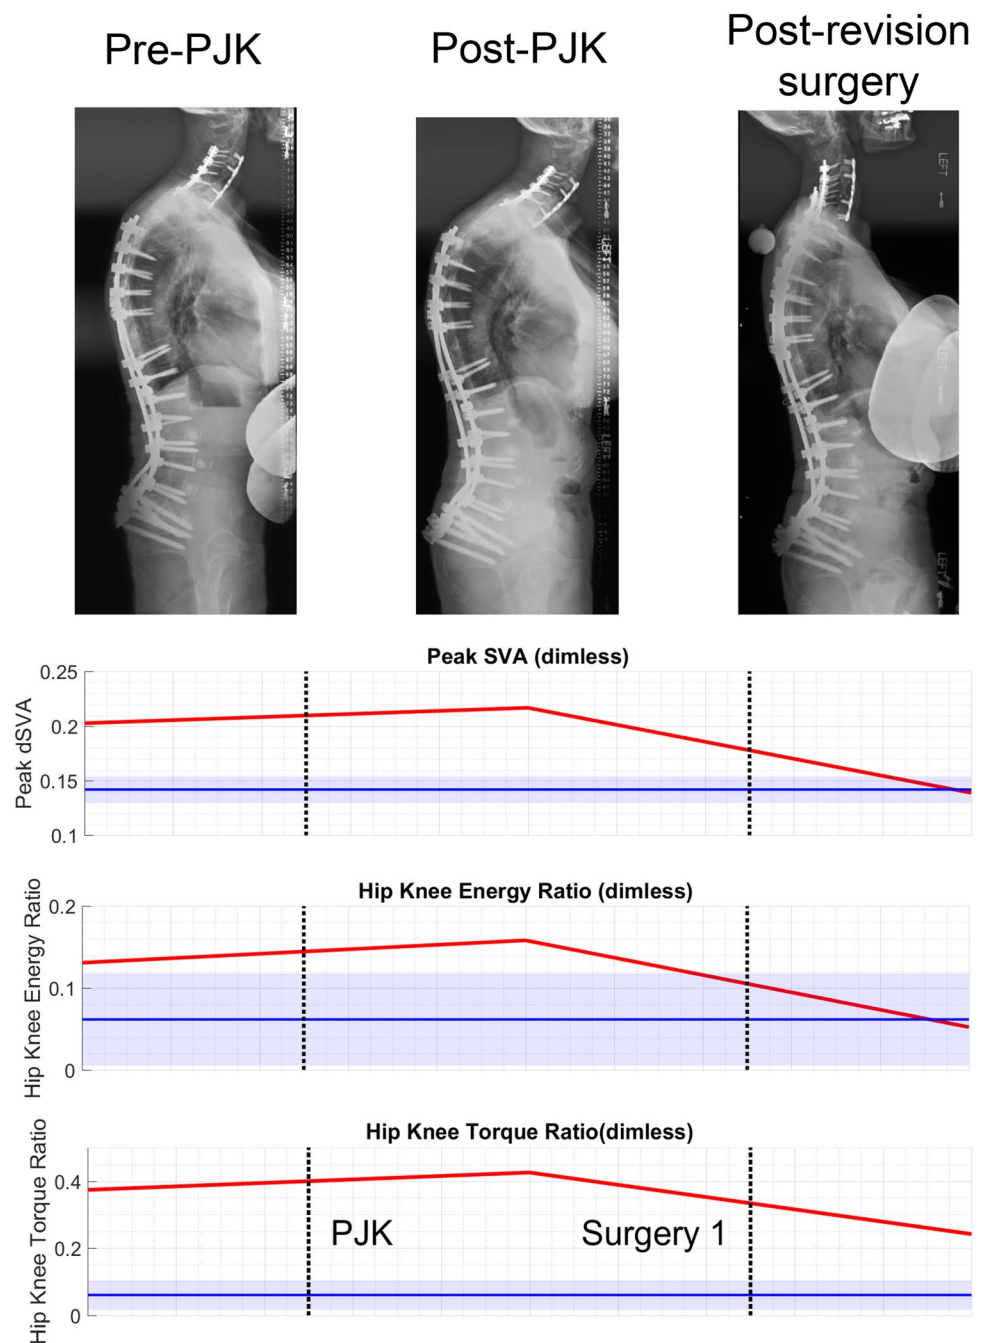 Pre-PJK
Post-PJK
Post-revision
surgery
LEFT
LEFT
LEFT
LEFT
LEFT
Peak SVA (dimless)
Peak dSVA
0.25
0.2
0.15
0.1
Hip Knee Energy Ratio (dimless)
Hip Knee Energy Ratio
0.2
0.1
0
Hip Knee Torque Ratio(dimless)
Hip Knee Torque Ratio
0.4
0.2
0
PJK
Surgery 1